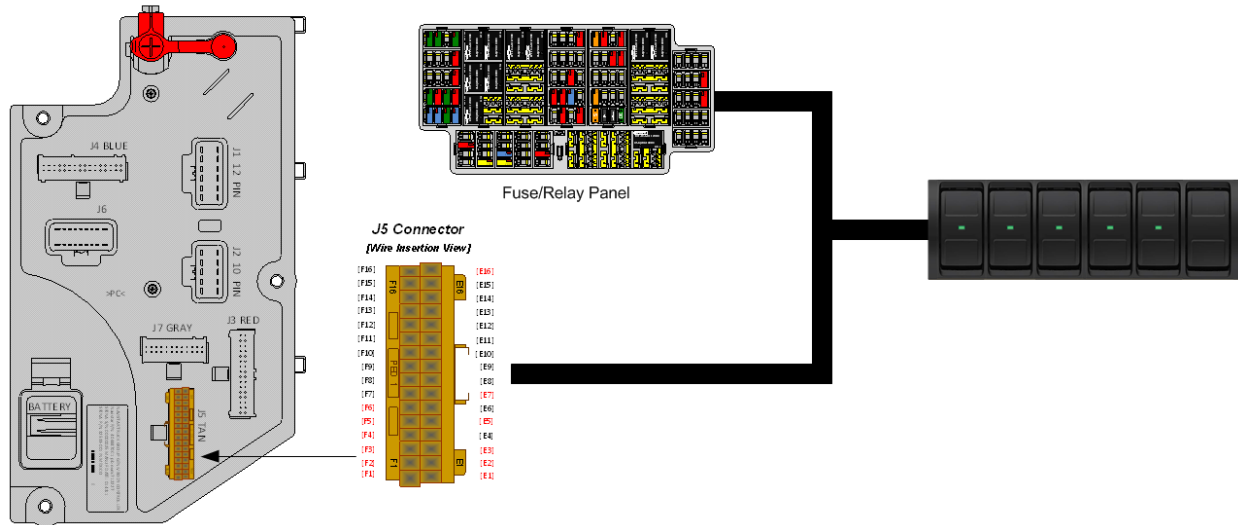 J4 BLUE
J1 12 PIN
J6
J2 10 PIN
>PC<
J7 GRAY
J3 RED
BATTERY
J5 TAN
Fuse/Relay Panel
J5 Connector
[Wire Insertion View]
[F16]
[F15]
[F14]
[F13]
[F12]
[F11]
[F10]
[F9]
[F8]
[F7]
[F6]
[F5]
[F4]
[F3]
[F2]
[F1]
F16
E16
PED 1
F1
[E16]
[E15]
[E14]
[E13]
[E12]
[E11]
[E10]
[E9]
[E8]
[E7]
[E6]
[E5]
[E4]
[E3]
[E2]
[E1]